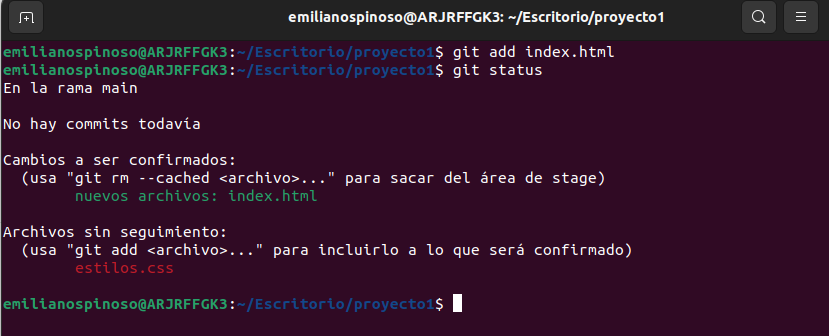 emilianospinoso@ARJRFFGK3: ~/Escritorio/proyecto1
emilianospinoso@ARJRFFGK3:~/Escritorio/proyecto1$ git add index.html
emilianospinoso@ARJRFFGK3:~/Escritorio/proyecto1$ git status
En la rama main
No hay commits todavía
Cambios a ser confirmados:
(usa "git rm --cached <archivo>..." para sacar del área de stage)
nuevos archivos: index.html
Archivos sin seguimiento:
(usa "git add <archivo>..." para incluirlo a lo que será confirmado)
estilos.css
emilianospinoso@ARJRFFGK3:~/Escritorio/proyecto1$